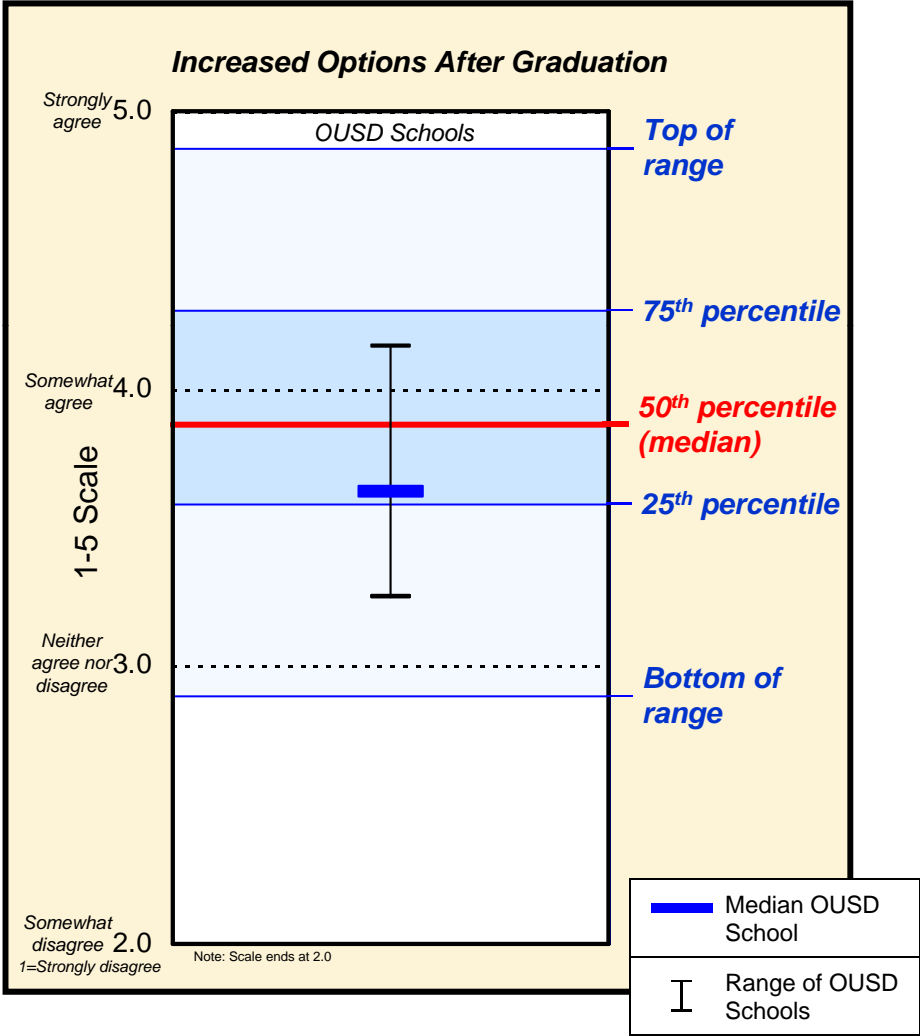 Increased Options After Graduation
Strongly
agree
5.0
OUSD Schools
Top of
range
75th percentile
Somewhat
agree
4.0
50th percentile
(median)
1-5 Scale
25th percentile
Neither
agree nor
disagree
3.0
Bottom of
range
Somewhat
disagree
2.0
1=Strongly disagree
Note: Scale ends at 2.0
Median OUSD
School
Range of OUSD
Schools